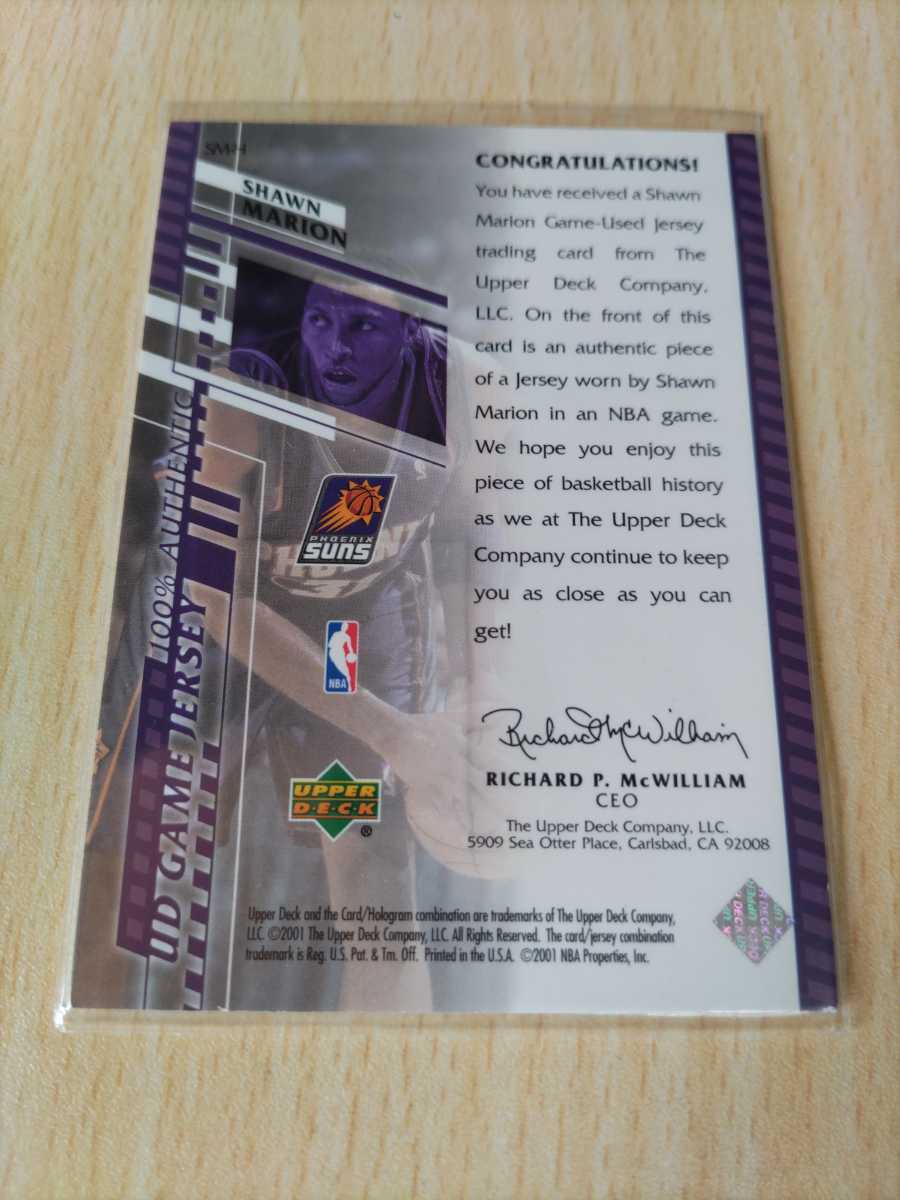 SM-H
SHAWN
MARION
100% AUTHENTIC
UD GAME JERSEY
PHOENIX
SUNS
NBA
UPPER
D·E·C·K
®
CONGRATULATIONS!
You have received a Shawn
Marion Game-Used Jersey
trading card from The
Upper Deck Company,
LLC. On the front of this
card is an authentic piece
of a Jersey worn by Shawn
Marion in an NBA game.
We hope you enjoy this
piece of basketball history
as we at The Upper Deck
Company continue to keep
you as close as you can
get!
Richard P. McWilliam
RICHARD P. McWILLIAM
CEO
The Upper Deck Company, LLC.
5909 Sea Otter Place, Carlsbad, CA 92008
Upper Deck and the Card/Hologram combination are trademarks of The Upper Deck Company,
LLC. ©2001 The Upper Deck Company, LLC. All Rights Reserved. The card/jersey combination
trademark is Reg. U.S. Pat. & Tm. Off. Printed in the U.S.A. ©2001 NBA Properties, Inc.